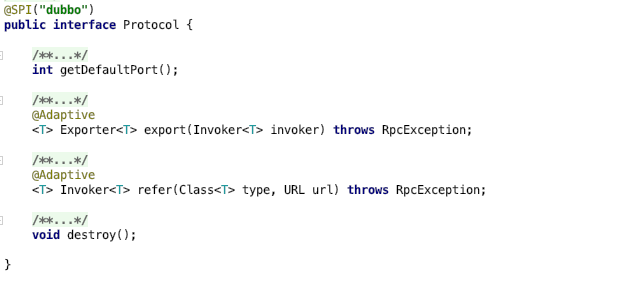 @SPI("dubbo")
public interface Protocol {
/**...*/
int getDefaultPort();
/**...*/
@Adaptive
<T> Exporter<T> export(Invoker<T> invoker) throws RpcException;
/**...*/
@Adaptive
<T> Invoker<T> refer(Class<T> type, URL url) throws RpcException;
/**...*/
void destroy();
}